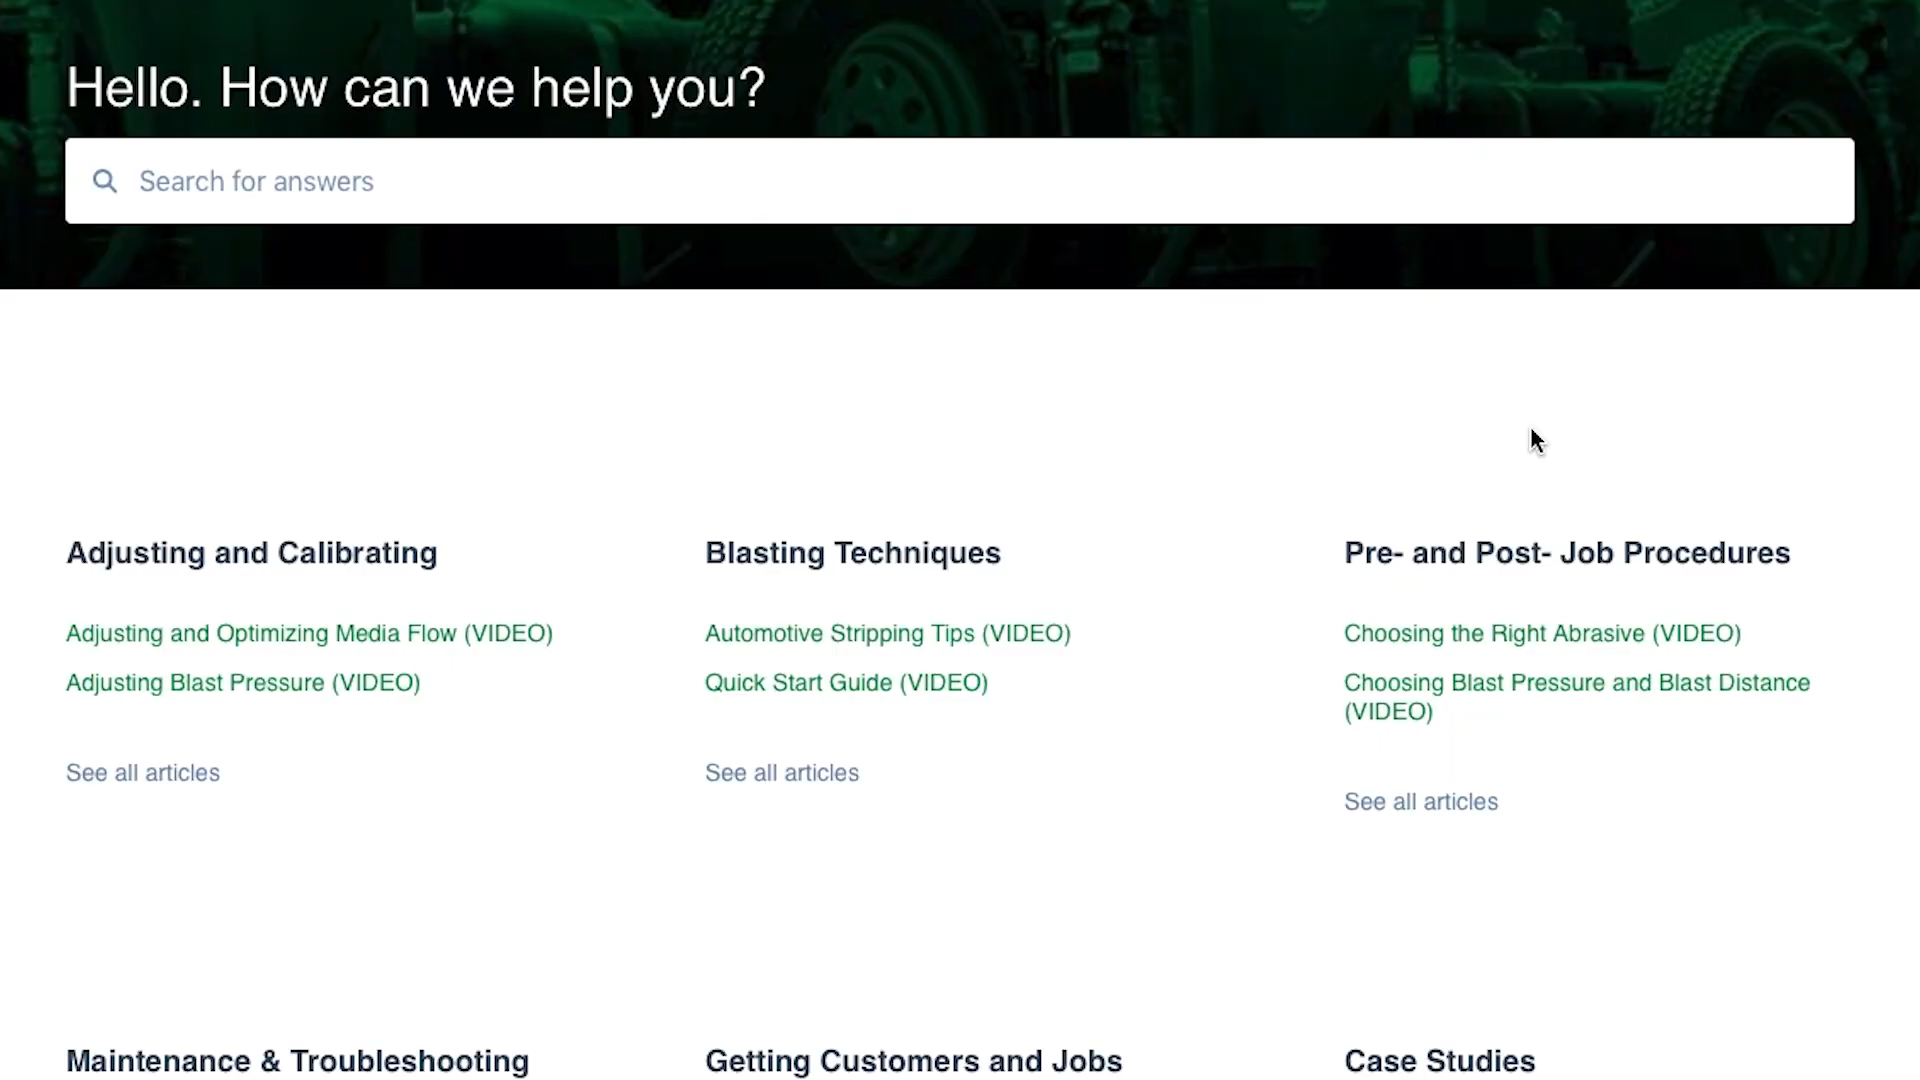 Hello. How can we help you?
Search for answers
Adjusting and Calibrating
Adjusting and Optimizing Media Flow (VIDEO)
Adjusting Blast Pressure (VIDEO)
See all articles
Blasting Techniques
Automotive Stripping Tips (VIDEO)
Quick Start Guide (VIDEO)
See all articles
Pre- and Post- Job Procedures
Choosing the Right Abrasive (VIDEO)
Choosing Blast Pressure and Blast Distance
(VIDEO)
See all articles
Maintenance & Troubleshooting
Getting Customers and Jobs
Case Studies